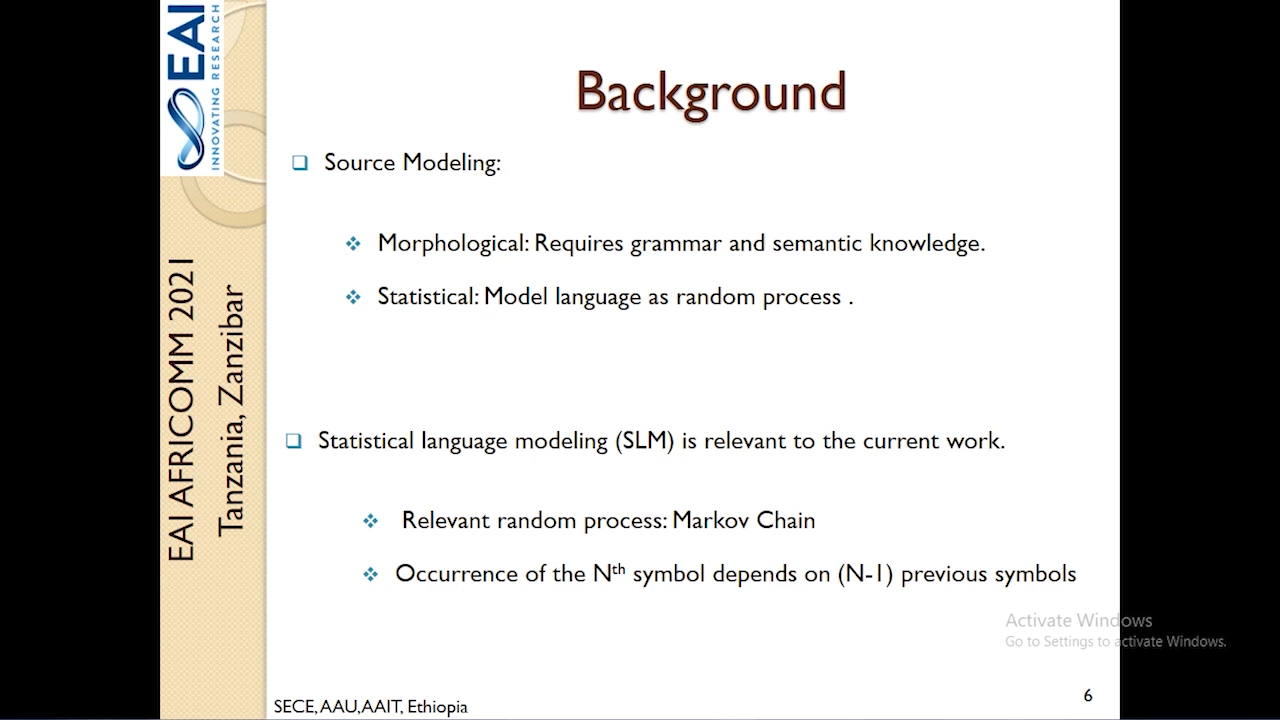 EAI
INNOVATING RESEARCH
EAI AFRICOMM 2021
Tanzania, Zanzibar
Background
Source Modeling:
Morphological: Requires grammar and semantic knowledge.
Statistical: Model language as random process .
Statistical language modeling (SLM) is relevant to the current work.
Relevant random process: Markov Chain
Occurrence of the Nth symbol depends on (N-1) previous symbols
Activate Windows
Go to Settings to activate Windows.
SECE, AAU, AAIT, Ethiopia
6